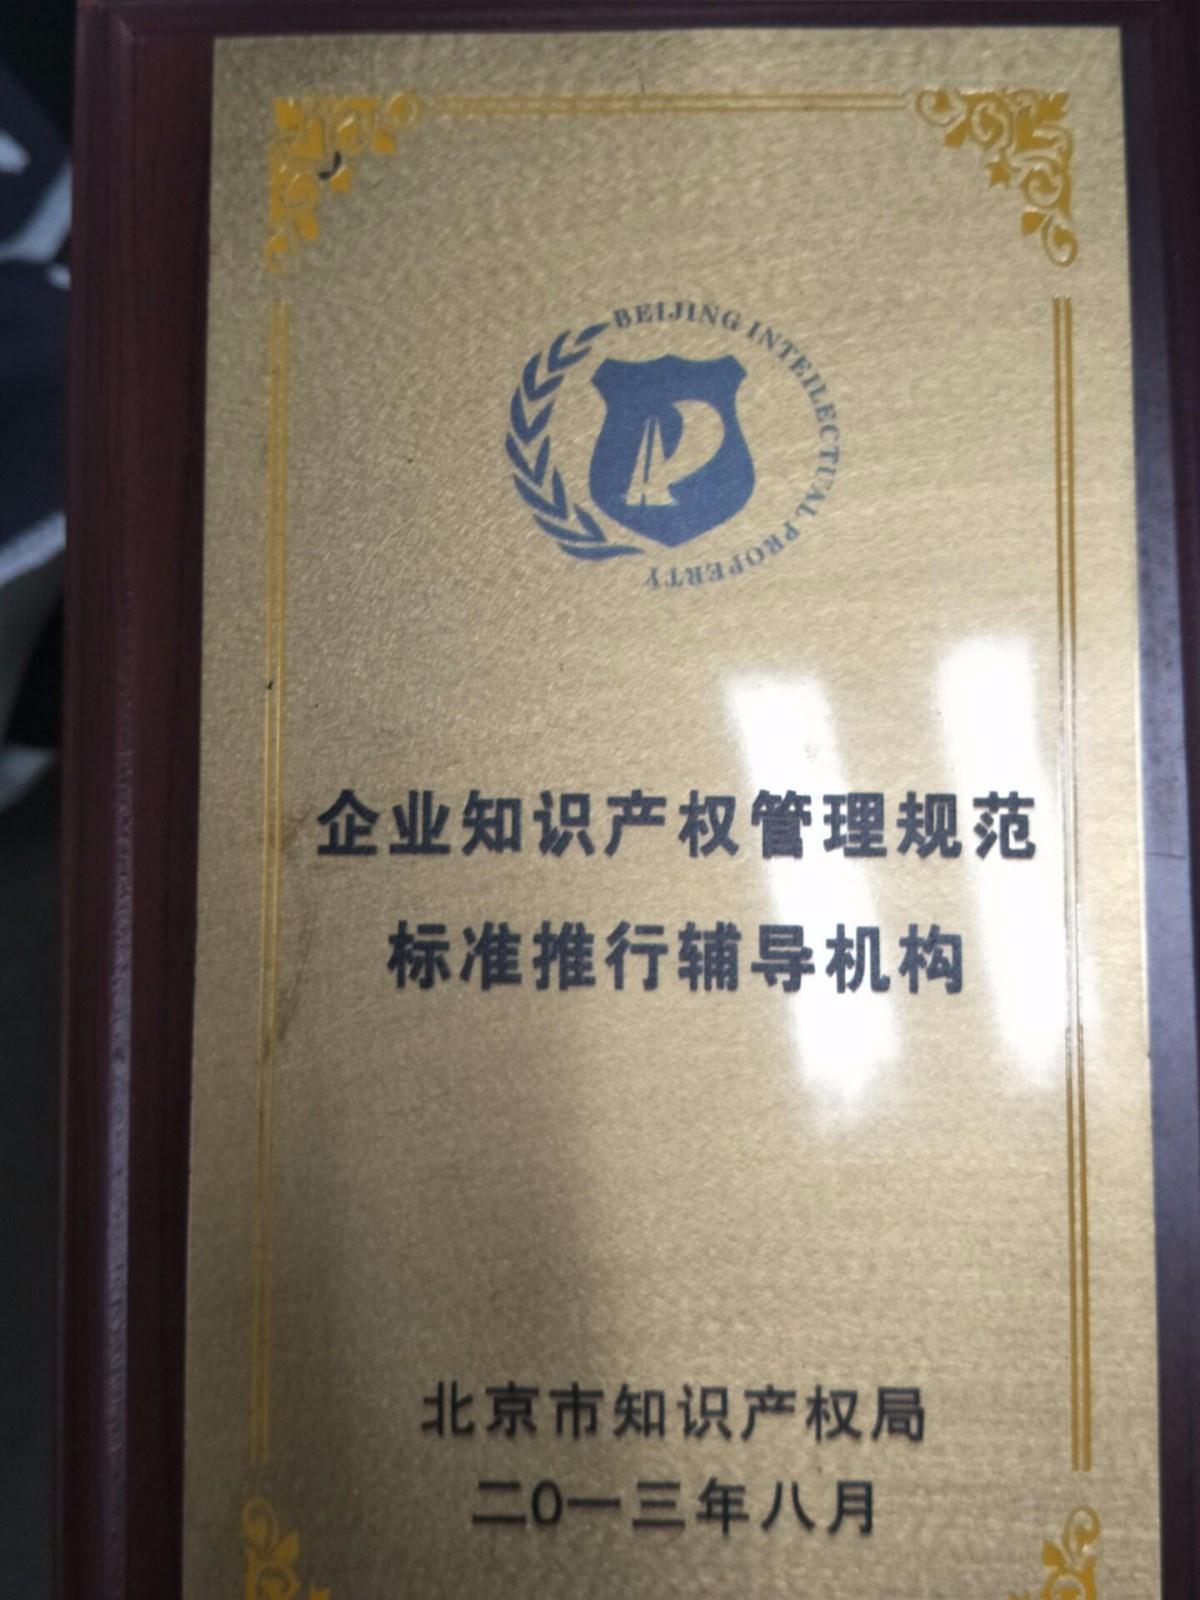 BEIJING INTEILECTUAL PROPERTY
企业知识产权管理规范
标准推行辅导机构
北京市知识产权局
二0一三年八月